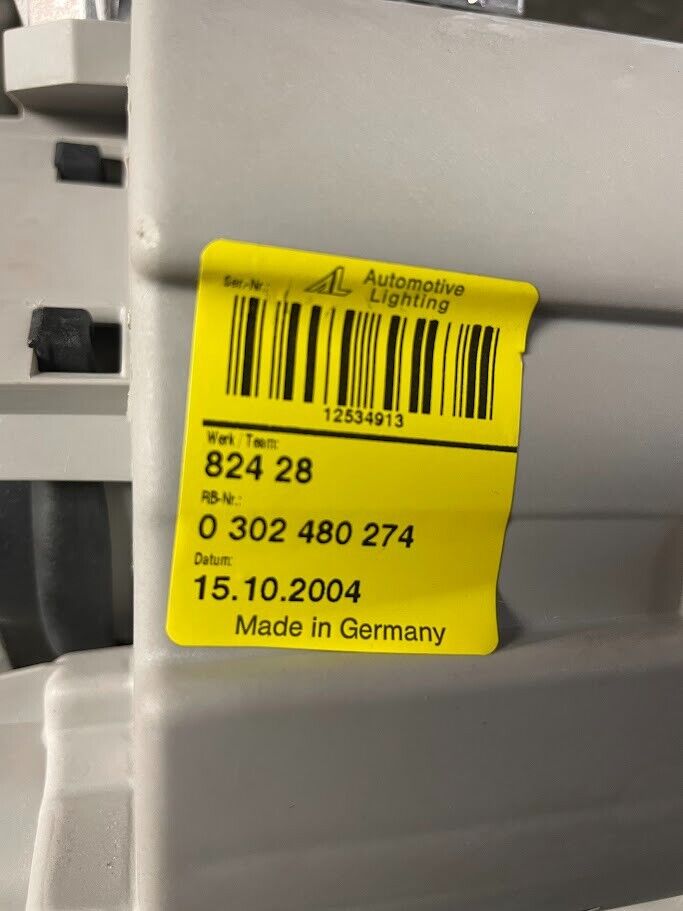 Ser.-Nr.:
AL Automotive
Lighting
12534913
Werk / Team:
824 28
RB-Nr.:
0 302 480 274
Datum:
15.10.2004
Made in Germany